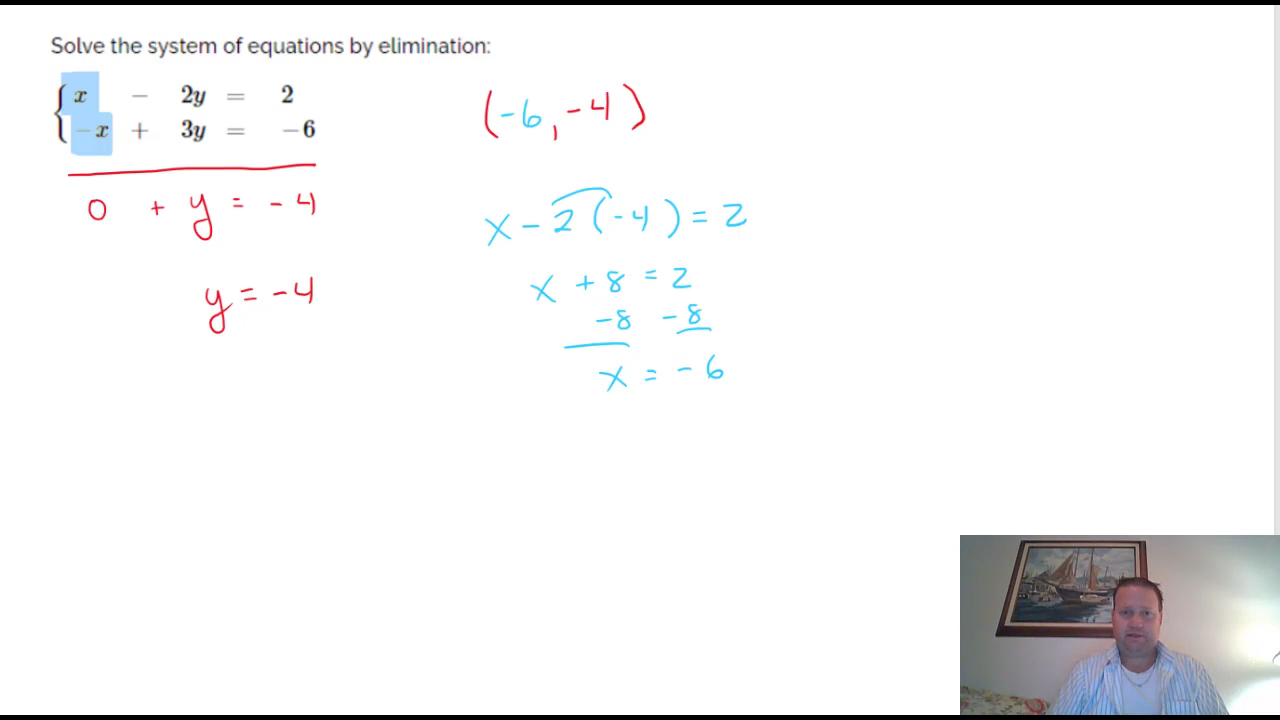 Solve the system of equations by elimination:
x − 2y = 2
−x + 3y = −6
0 + y = -4
y = -4
(-6, -4)
x - 2(-4) = 2
x + 8 = 2
-8 -8
x = -6